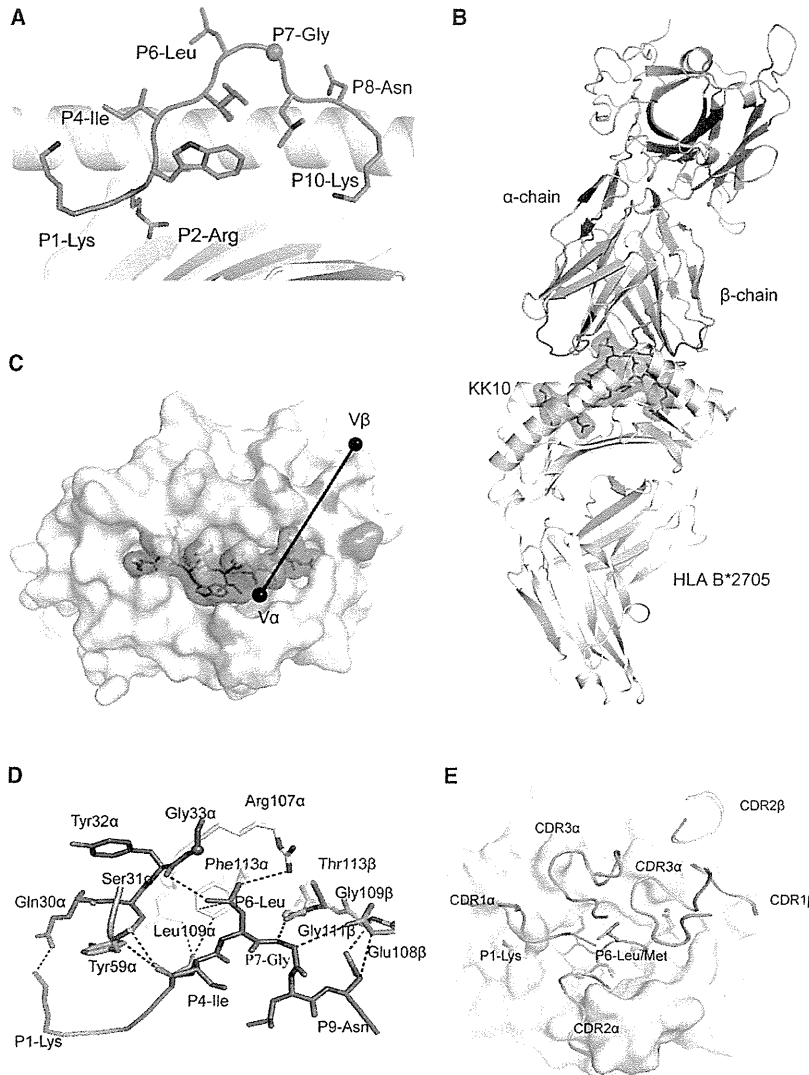 A
P7-Gly
P6-Leu
P8-Asn
P4-Ile
P10-Lys
P1-Lys
P2-Arg
B
α-chain
β-chain
KK10
HLA B*2705
C
Vβ
Vα
D
Arg107α
Gly33α
Tyr32α
Phe113α
Thr113β
Ser31α
P6-Leu
Gly109β
Gln30α
Leu109α
Gly111β
Glu108β
Tyr59α
P7-Gly
P4-Ile
P9-Asn
P1-Lys
E
CDR2β
CDR3α
CDR3α
CDR1α
CDR1β
P1-Lys
P6-Leu/Met
CDR2α